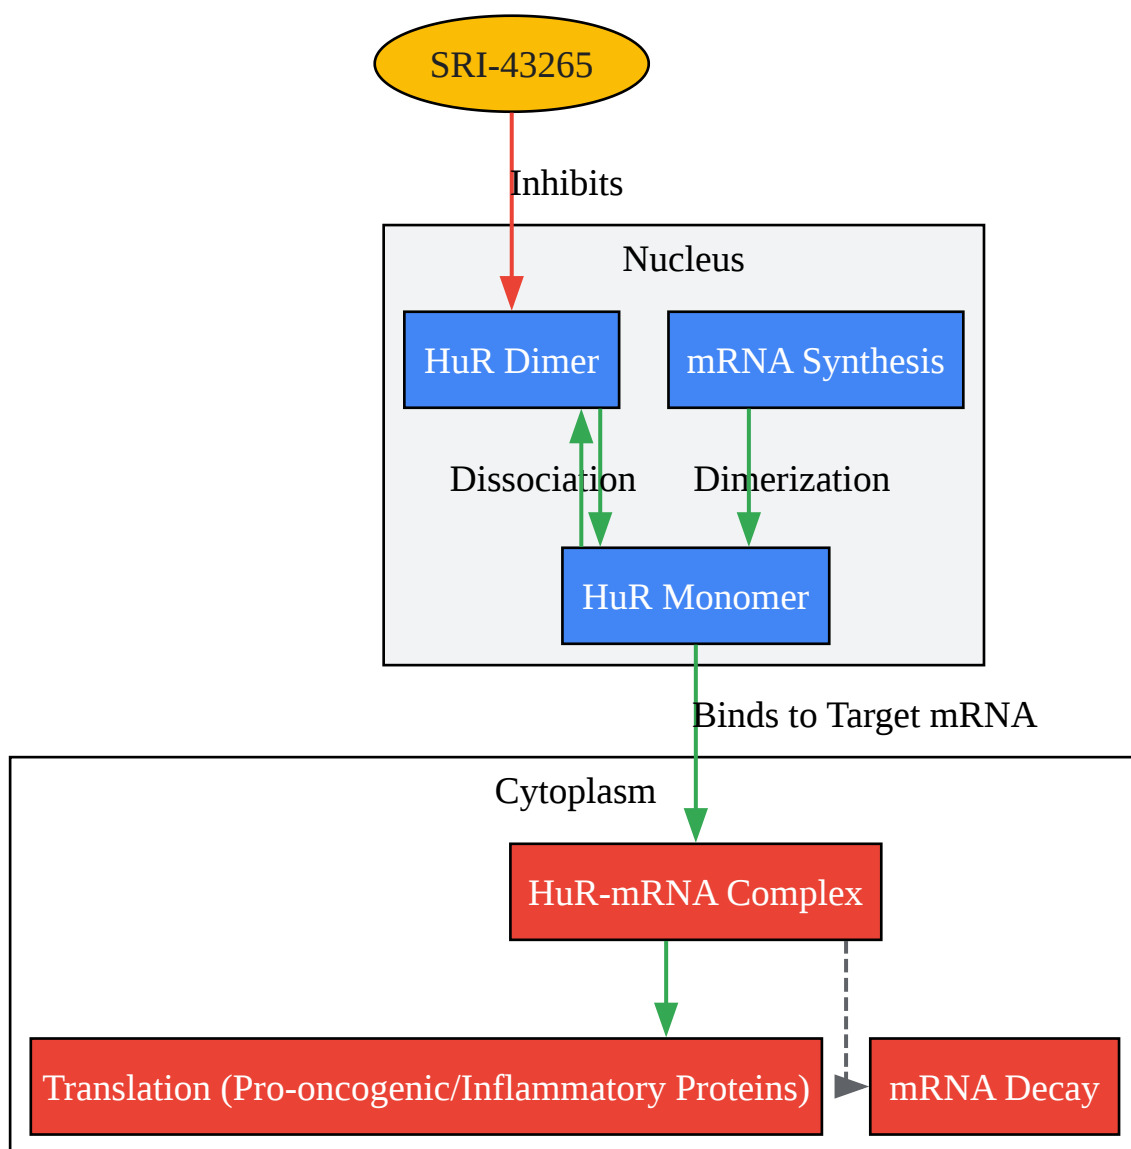 SRI-43265
Inhibits
Nucleus
HuR Dimer
mRNA Synthesis
Dissociation
Dimerization
HuR Monomer
Binds to Target mRNA
Cytoplasm
HuR-mRNA Complex
Translation (Pro-oncogenic/Inflammatory Proteins)
mRNA Decay